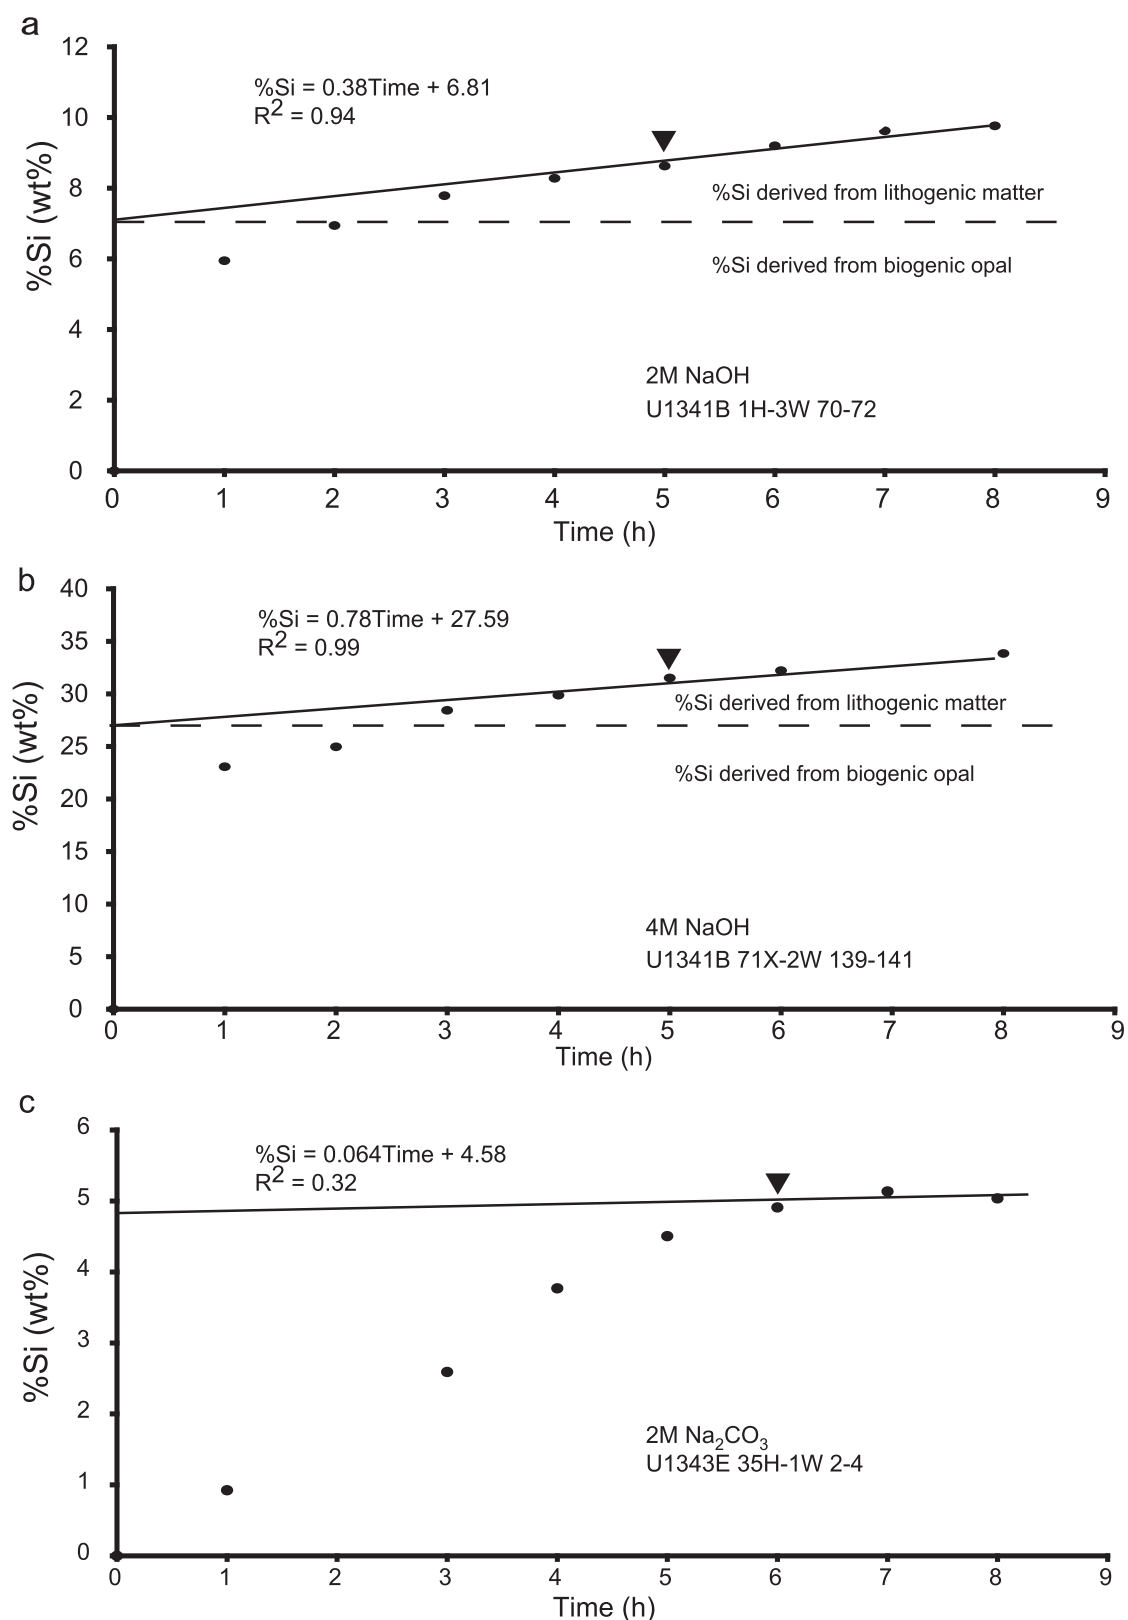 a
12
%Si = 0.38Time + 6.81
R2 = 0.94
10
8
%Si derived from lithogenic matter
6
%Si derived from biogenic opal
4
2M NaOH
2
U1341B 1H-3W 70-72
0
%Si (wt%)
0 1 2 3 4 5 6 7 8 9
Time (h)
b
40
%Si = 0.78Time + 27.59
R2 = 0.99
35
30
%Si derived from lithogenic matter
25
%Si derived from biogenic opal
20
15
10
4M NaOH
5
U1341B 71X-2W 139-141
0
%Si (wt%)
0 1 2 3 4 5 6 7 8 9
Time (h)
c
6
%Si = 0.064Time + 4.58
R2 = 0.32
5
4
3
2
2M Na2CO3
U1343E 35H-1W 2-4
1
0
%Si (wt%)
0 1 2 3 4 5 6 7 8 9
Time (h)